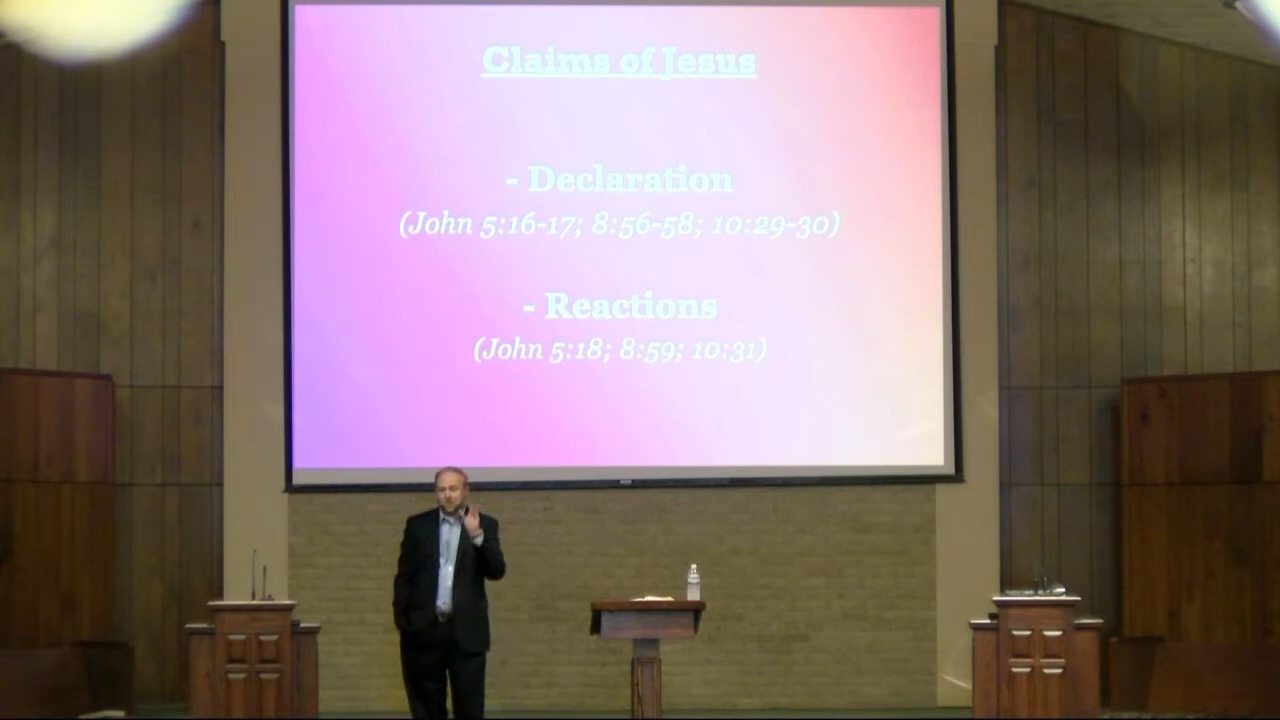 Claims of Jesus
- Declaration
(John 5:16-17; 8:56-58; 10:29-30)
- Reactions
(John 5:18; 8:59; 10:31)